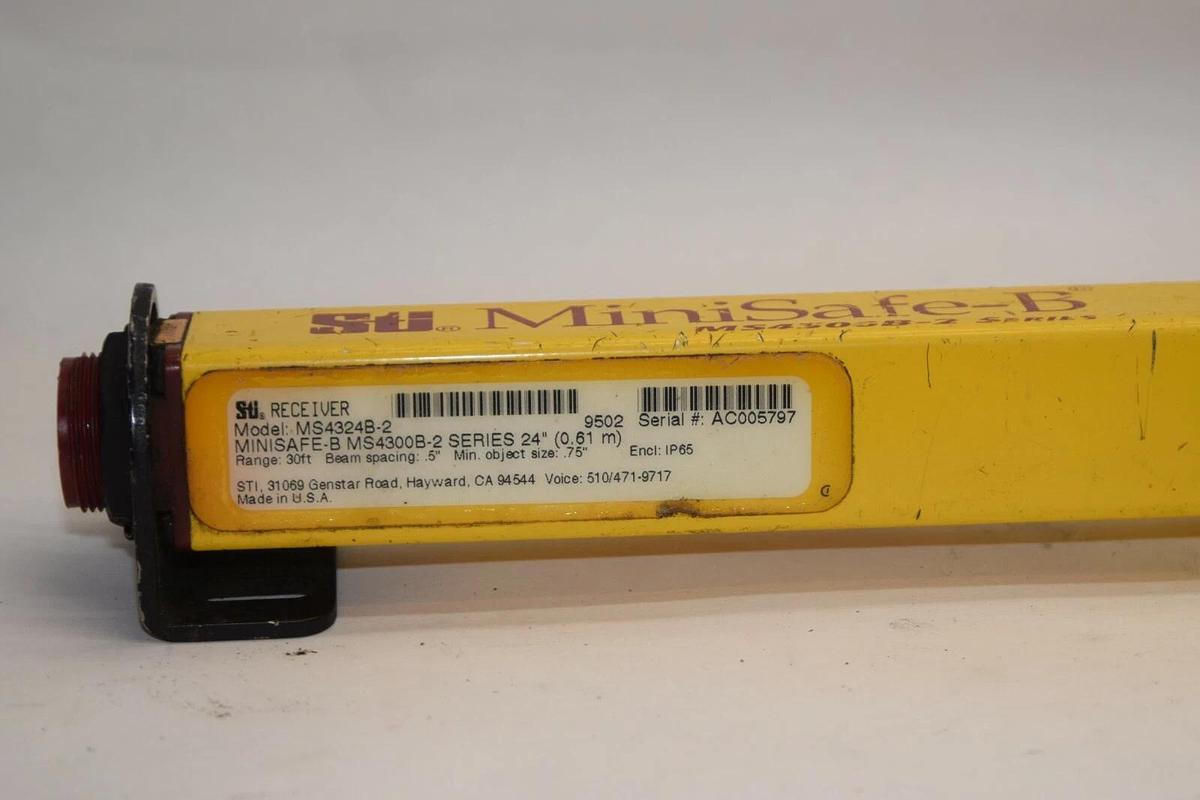 STI® MiniSafe-B®
MS4300B-2 SERIES
STI® RECEIVER
Model: MS4324B-2
9502 Serial #: AC005797
MINISAFE-B MS4300B-2 SERIES 24" (0.61 m)
Range: 30ft Beam spacing: .5" Min. object size: .75" Encl: IP65
STI, 31069 Genstar Road, Hayward, CA 94544 Voice: 510/471-9717
Made in U.S.A.